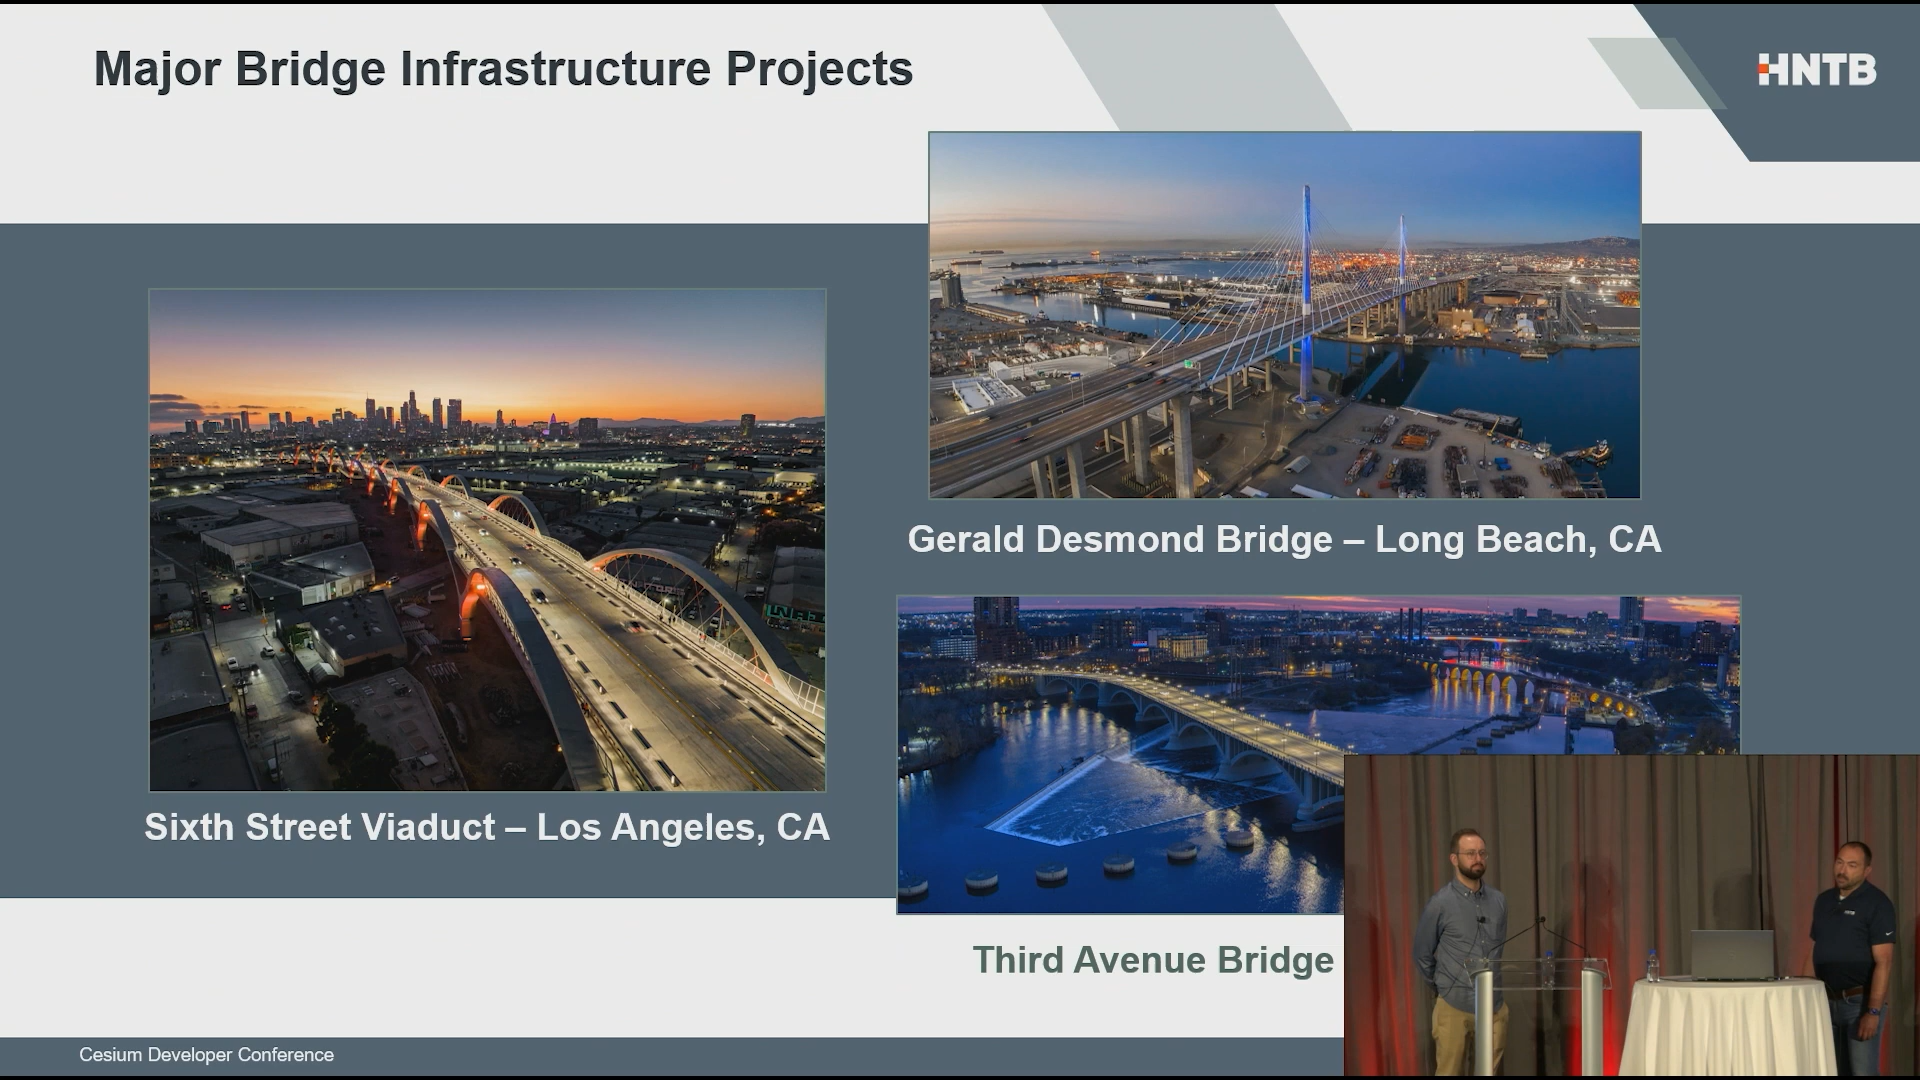 Major Bridge Infrastructure Projects
HNTB
Gerald Desmond Bridge – Long Beach, CA
Sixth Street Viaduct – Los Angeles, CA
Third Avenue Bridge
Cesium Developer Conference